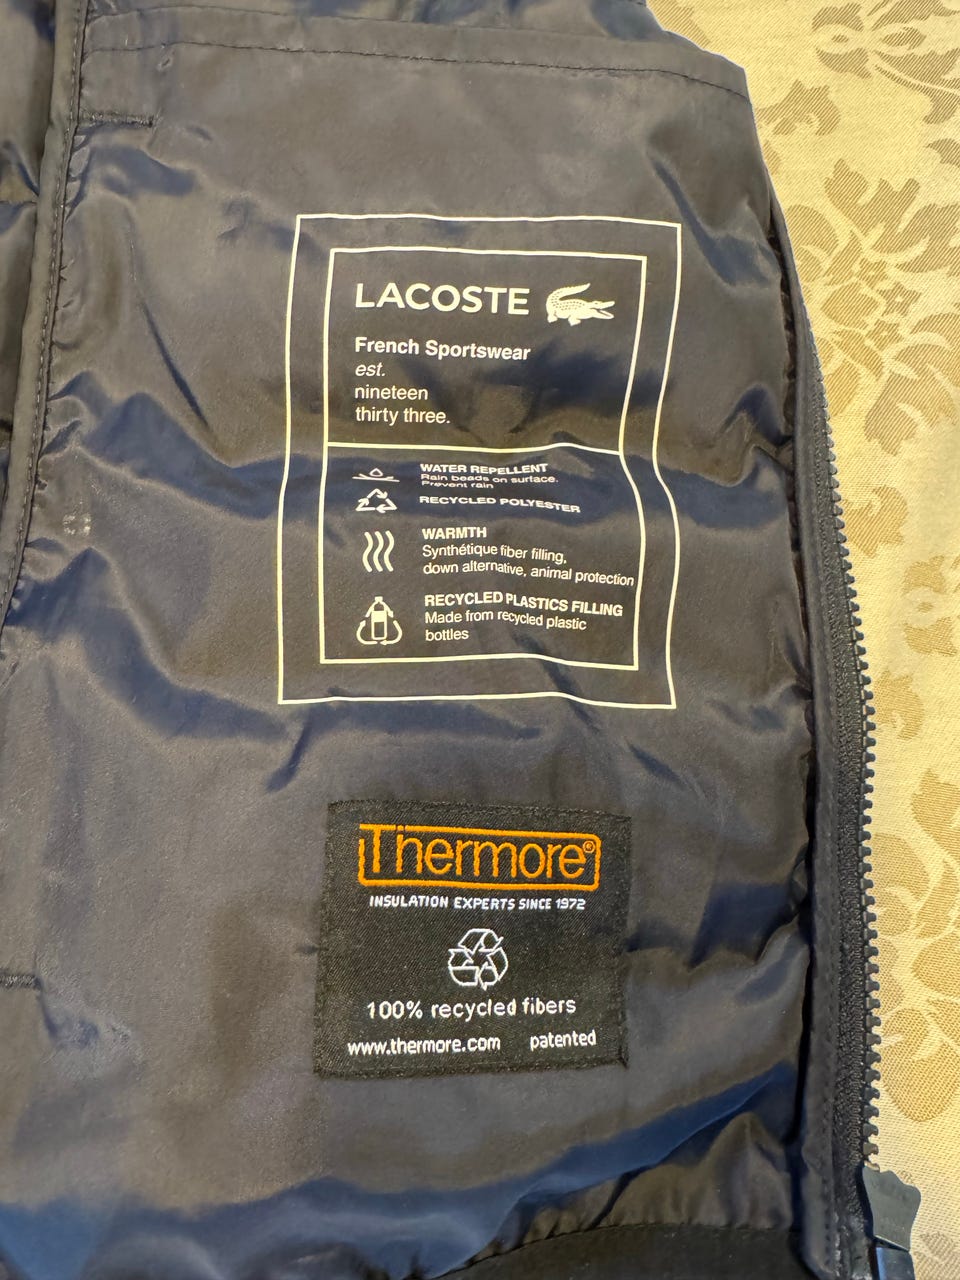 LACOSTE
French Sportswear
est.
nineteen
thirty three.
WATER REPELLENT
Rain beads on surface.
Prevent rain
RECYCLED POLYESTER
WARMTH
Synthétique fiber filling,
down alternative, animal protection
RECYCLED PLASTICS FILLING
Made from recycled plastic
bottles
Thermore®
INSULATION EXPERTS SINCE 1972
100% recycled fibers
www.thermore.com patented